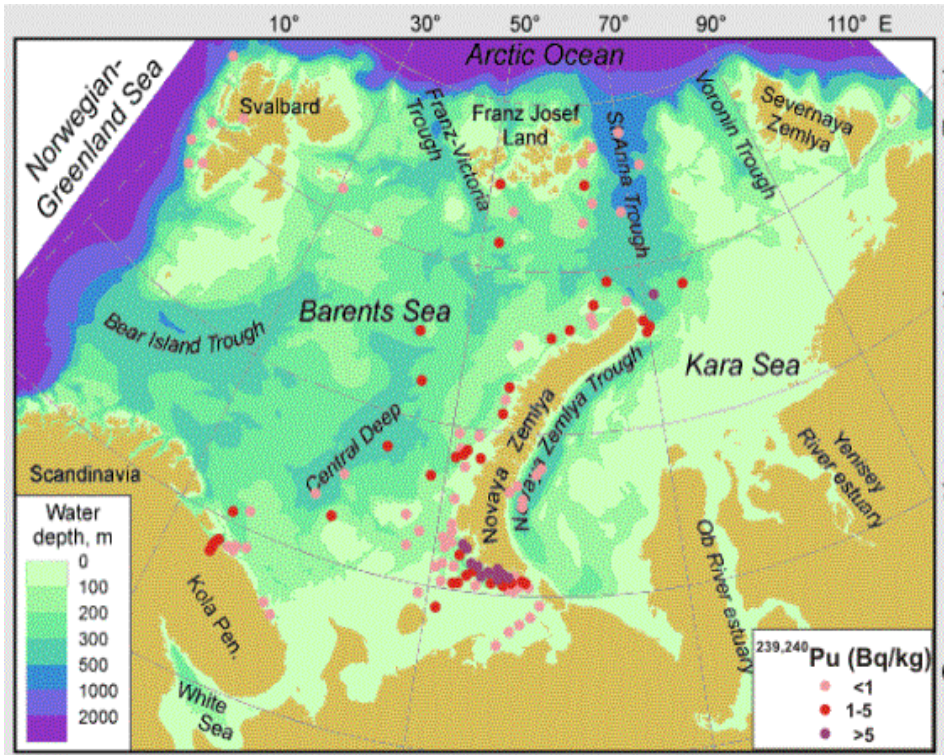 10°
30°
50°
70°
90°
110° E
Arctic Ocean
Norwegian-
Greenland Sea
Svalbard
Franz-Victoria
Trough
Franz Josef
Land
St. Anna Trough
Voronin Trough
Severnaya
Zemlya
Barents Sea
Bear Island Trough
Kara Sea
Central Deep
Novaya Zemlya
Novaya Zemlya Trough
Scandinavia
Yenisey
River estuary
Ob River estuary
Kola Pen.
White
Sea
Water
depth, m
0
100
200
300
500
1000
2000
239,240Pu (Bq/kg)
<1
1-5
>5